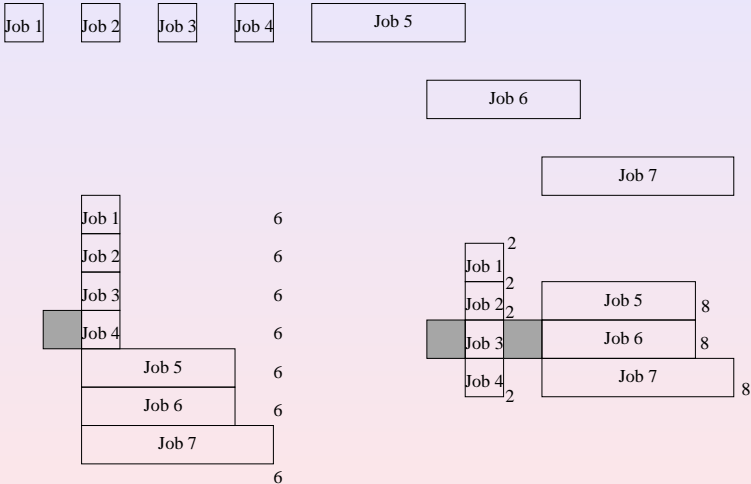 Job 1 Job 2 Job 3 Job 4 Job 5
Job 6
Job 7
Job 1 6
Job 2 6
Job 3 6
Job 4 6
Job 5 6
Job 6 6
Job 7
6
2
Job 1
2
Job 2 2
Job 3
Job 4 2
Job 5 8
Job 6 8
Job 7 8